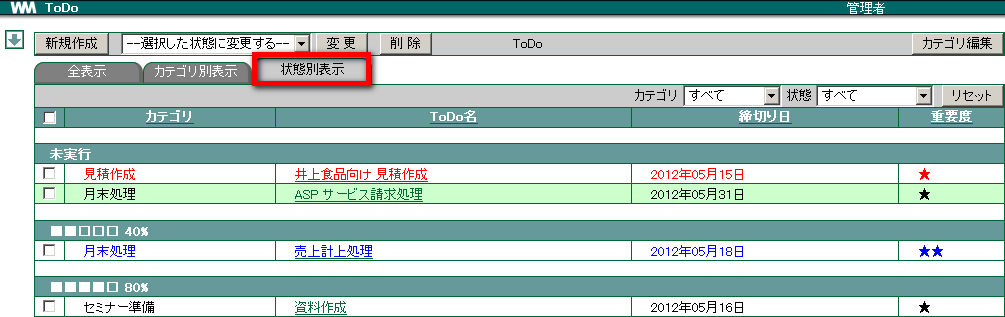 WM ToDo 管理者
新規作成 --選択した状態に変更する-- 変更 削除 ToDo カテゴリ編集
全表示 カテゴリ別表示 状態別表示
カテゴリ すべて 状態 すべて リセット
カテゴリ ToDo名 締切り日 重要度
未実行
見積作成 井上食品向け 見積作成 2012年05月15日 ★
月末処理 ASP サービス請求処理 2012年05月31日 ★
■■□□□ 40%
月末処理 売上計上処理 2012年05月18日 ★★
■■■■□ 80%
セミナー準備 資料作成 2012年05月16日 ★